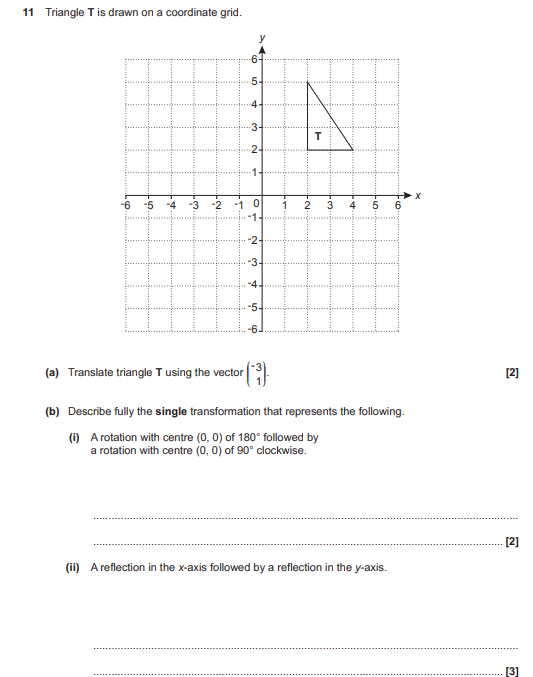 11 Triangle T is drawn on a coordinate grid.
y
6
5
4
3
T
2
1
-6 -5 -4 -3 -2 -1 0 1 2 3 4 5 6 x
-1
-2
-3
-4
-5
-6
(a) Translate triangle T using the vector (-3 1). [2]
(b) Describe fully the single transformation that represents the following.
(i) A rotation with centre (0, 0) of 180° followed by
a rotation with centre (0, 0) of 90° clockwise.
[2]
(ii) A reflection in the x-axis followed by a reflection in the y-axis.
[3]